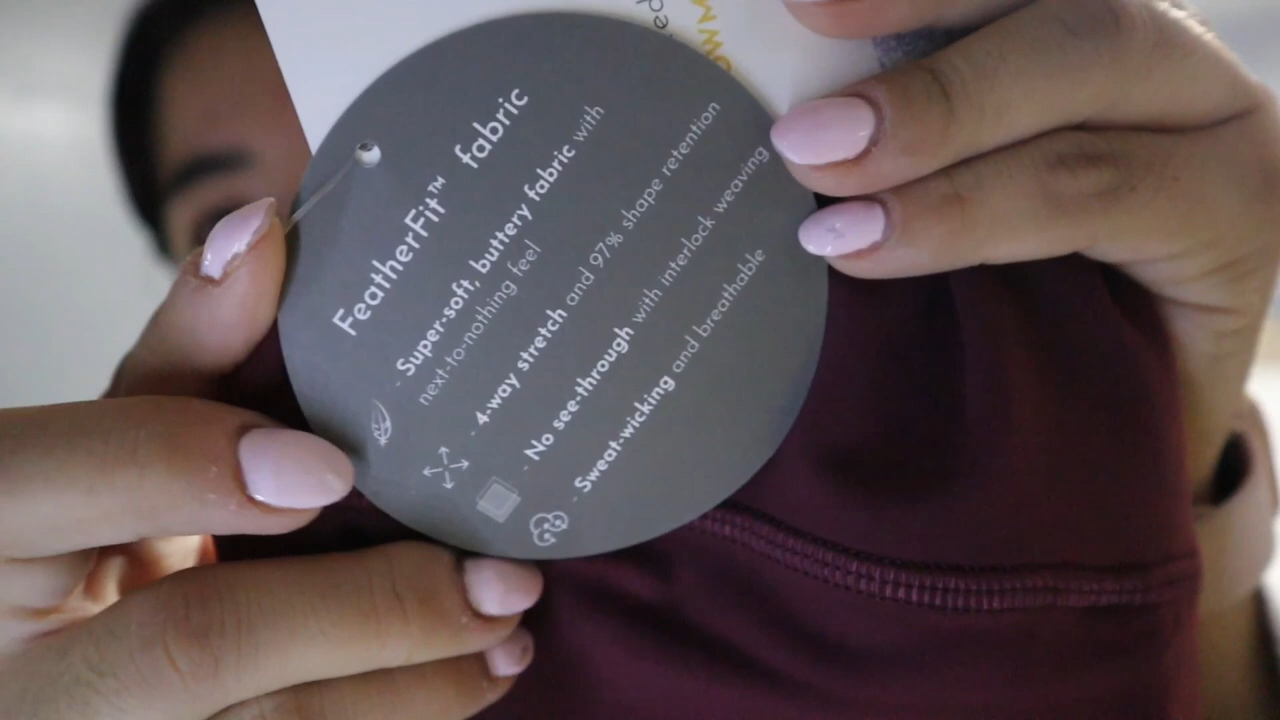 FeatherFit™ fabric
- Super-soft, buttery fabric with
next-to-nothing feel
- 4-way stretch and 97% shape retention
- No see-through with interlock weaving
- Sweat-wicking and breathable